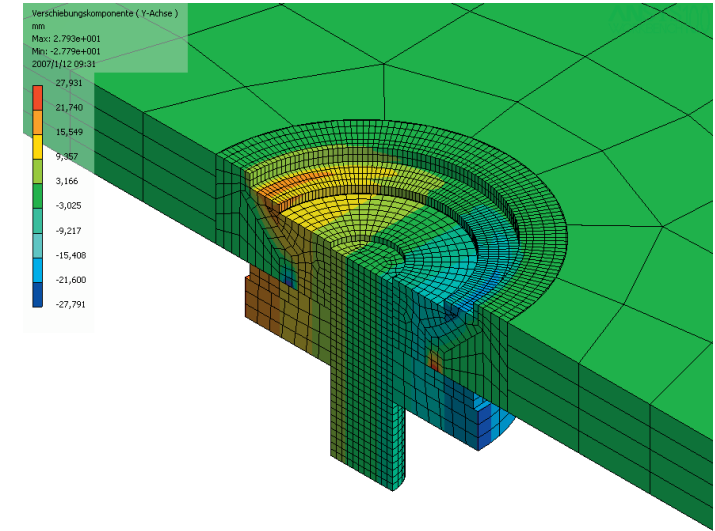 Verschiebungskomponente ( Y-Achse )
mm
Max: 2.793e+001
Min: -2.779e+001
2007/1/12 09:31
27,931
21,740
15,549
9,357
3,166
-3,025
-9,217
-15,408
-21,600
-27,791